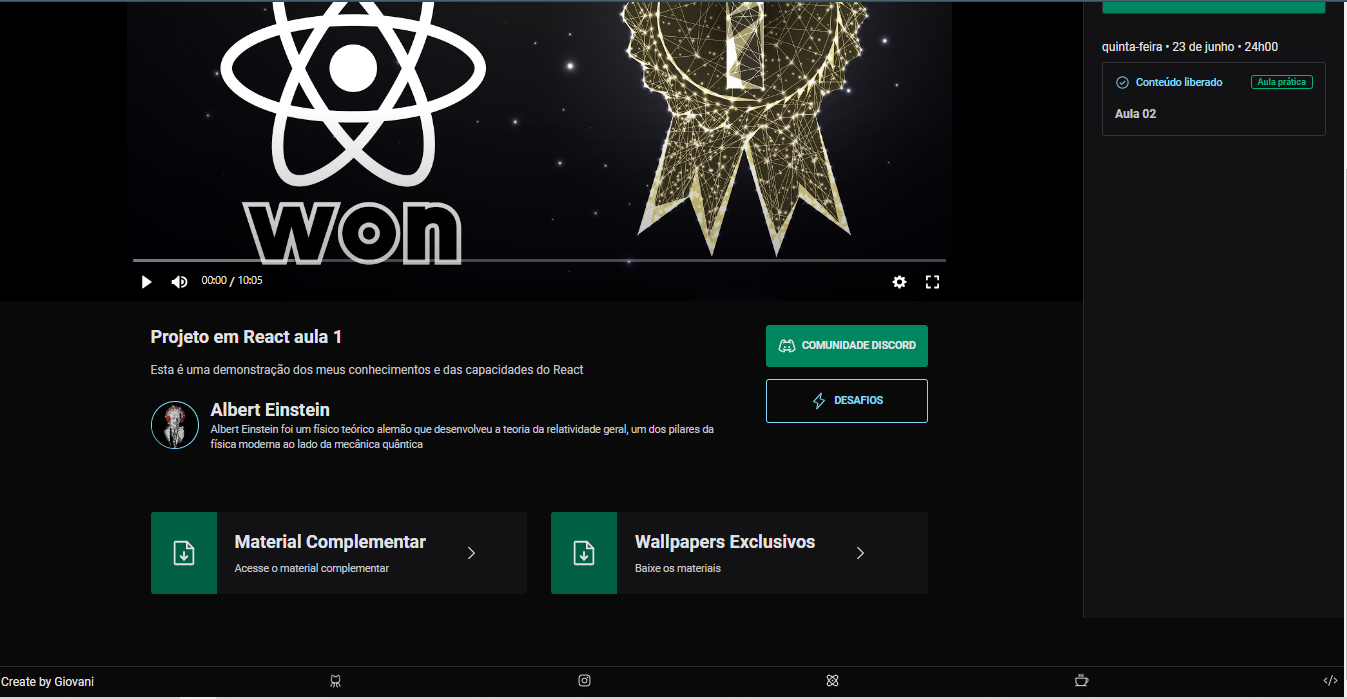 won
00:00 / 10:05
Projeto em React aula 1
Esta é uma demonstração dos meus conhecimentos e das capacidades do React
Albert Einstein
Albert Einstein foi um físico teórico alemão que desenvolveu a teoria da relatividade geral, um dos pilares da
física moderna ao lado da mecânica quântica
COMUNIDADE DISCORD
DESAFIOS
Material Complementar
Acesse o material complementar
Wallpapers Exclusivos
Baixe os materiais
quinta-feira • 23 de junho • 24h00
Conteúdo liberado
Aula prática
Aula 02
Create by Giovani